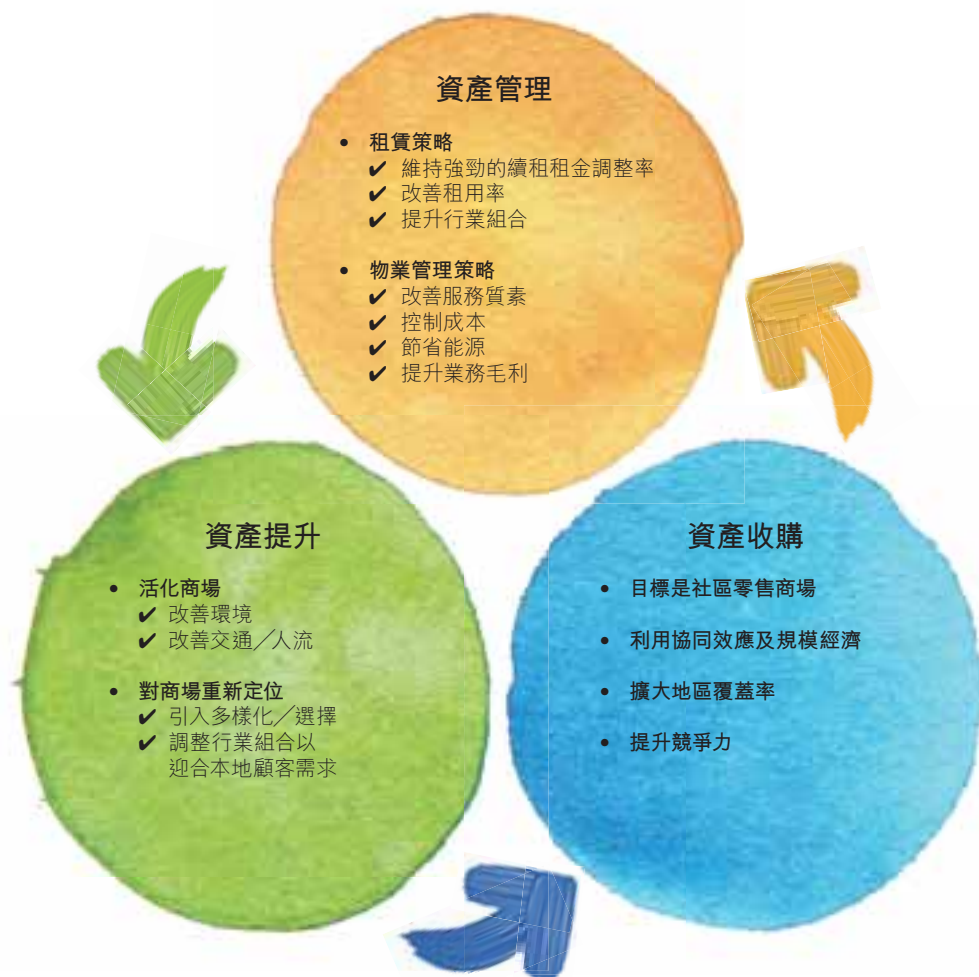 資產管理
• 租賃策略
✔ 維持強勁的續租租金調整率
✔ 改善租用率
✔ 提升行業組合
• 物業管理策略
✔ 改善服務質素
✔ 控制成本
✔ 節省能源
✔ 提升業務毛利
資產提升
• 活化商場
✔ 改善環境
✔ 改善交通╱人流
• 對商場重新定位
✔ 引入多樣化╱選擇
✔ 調整行業組合以
迎合本地顧客需求
資產收購
• 目標是社區零售商場
• 利用協同效應及規模經濟
• 擴大地區覆蓋率
• 提升競爭力